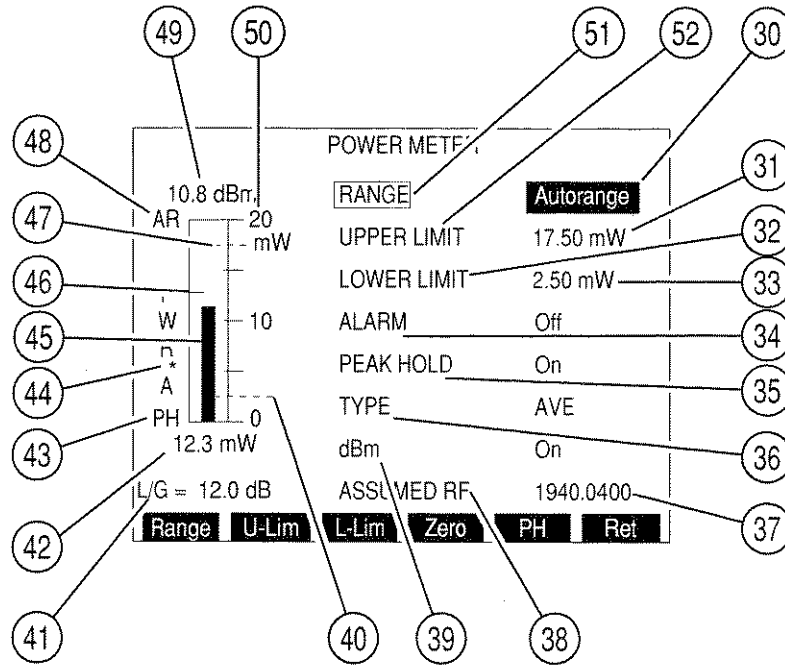 49 50 51 52 30
48
47
46
45
44
43
42
41
POWER METER
10.8 dBm
AR 20
mW
W 10
*
A
PH 0
12.3 mW
L/G = 12.0 dB
RANGE Autorange
UPPER LIMIT 17.50 mW
LOWER LIMIT 2.50 mW
ALARM Off
PEAK HOLD On
TYPE AVE
dBm On
ASSUMED RF 1940.0400
Range U-Lim L-Lim Zero PH Ret
31
32
33
34
35
36
37
40 39 38